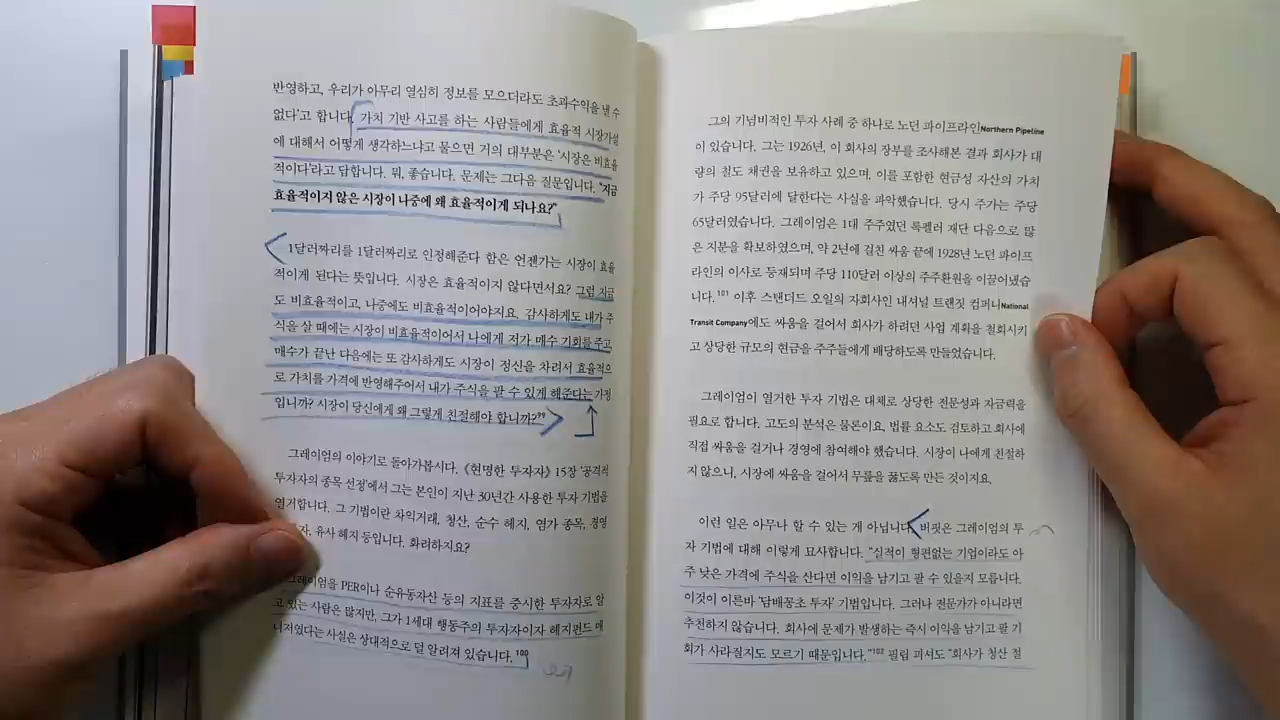 반영하고, 우리가 아무리 열심히 정보를 모으더라도 초과수익을 낼 수
없다'고 합니다. 가치 기반 사고를 하는 사람들에게 효율적 시장가설
에 대해서 어떻게 생각하느냐고 물으면 거의 대부분은 '시장은 비효율
적이다'라고 답합니다. 뭐, 좋습니다. 문제는 그다음 질문입니다. "지금
효율적이지 않은 시장이 나중에 왜 효율적이게 되나요?"
1달러짜리를 1달러짜리로 인정해준다 함은 언젠가는 시장이 효율
적이게 된다는 뜻입니다. 시장은 효율적이지 않다면서요? 그럼 지금
도 비효율적이고, 나중에도 비효율적이어야지요. 감사하게도 내가 주
식을 살 때에는 시장이 비효율적이어서 나에게 저가 매수 기회를 주고,
매수가 끝난 다음에는 또 감사하게도 시장이 정신을 차려서 효율적으
로 가치를 가격에 반영해주어서 내가 주식을 팔 수 있게 해준다는 가정
입니까? 시장이 당신에게 왜 그렇게 친절해야 합니까?99
그레이엄의 이야기로 돌아가봅시다. 《현명한 투자자》 15장 '공격적
투자자의 종목 선정'에서 그는 본인이 지난 30년간 사용한 투자 기법을
열거합니다. 그 기법이란 차익거래, 청산, 순수 헤지, 염가 종목, 경영
자, 유사 헤지 등입니다. 화려하지요?
그레이엄을 PER이나 순유동자산 등의 지표를 중시한 투자자로 알
고 있는 사람은 많지만, 그가 1세대 행동주의 투자자이자 헤지펀드 매
니저였다는 사실은 상대적으로 덜 알려져 있습니다.100
그의 기념비적인 투자 사례 중 하나로 노던 파이프라인Northern Pipeline
이 있습니다. 그는 1926년, 이 회사의 장부를 조사해본 결과 회사가 대
량의 철도 채권을 보유하고 있으며, 이를 포함한 현금성 자산의 가치
가 주당 95달러에 달한다는 사실을 파악했습니다. 당시 주가는 주당
65달러였습니다. 그레이엄은 1대 주주였던 록펠러 재단 다음으로 많
은 지분을 확보하였으며, 약 2년에 걸친 싸움 끝에 1928년 노던 파이프
라인의 이사로 등재되며 주당 110달러 이상의 주주환원을 이끌어냈습
니다.101 이후 스탠더드 오일의 자회사인 내셔널 트랜짓 컴퍼니National
Transit Company에도 싸움을 걸어서 회사가 하려던 사업 계획을 철회시키
고 상당한 규모의 현금을 주주들에게 배당하도록 만들었습니다.
그레이엄이 열거한 투자 기법은 대체로 상당한 전문성과 자금력을
필요로 합니다. 고도의 분석은 물론이요, 법률 요소도 검토하고 회사에
직접 싸움을 걸거나 경영에 참여해야 했습니다. 시장이 나에게 친절하
지 않으니, 시장에 싸움을 걸어서 무릎을 꿇도록 만든 것이지요.
이런 일은 아무나 할 수 있는 게 아닙니다. 버핏은 그레이엄의 투
자 기법에 대해 이렇게 묘사합니다. "실적이 형편없는 기업이라도 아
주 낮은 가격에 주식을 산다면 이익을 남기고 팔 수 있을지 모릅니다.
이것이 이른바 '담배꽁초 투자' 기법입니다. 그러나 전문가가 아니라면
추천하지 않습니다. 회사에 문제가 발생하는 즉시 이익을 남기고 팔 기
회가 사라질지도 모르기 때문입니다."102 필립 피셔도 "회사가 청산 절